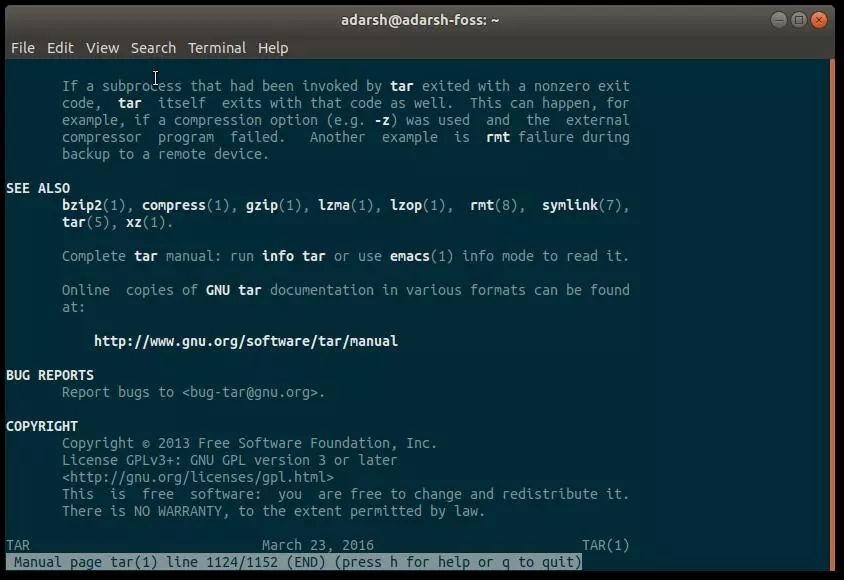 adarsh@adarsh-foss: ~
File Edit View Search Terminal Help
If a subprocess that had been invoked by tar exited with a nonzero exit
code, tar itself exits with that code as well. This can happen, for
example, if a compression option (e.g. -z) was used and the external
compressor program failed. Another example is rmt failure during
backup to a remote device.
SEE ALSO
bzip2(1), compress(1), gzip(1), lzma(1), lzop(1), rmt(8), symlink(7),
tar(5), xz(1).
Complete tar manual: run info tar or use emacs(1) info mode to read it.
Online copies of GNU tar documentation in various formats can be found
at:
http://www.gnu.org/software/tar/manual
BUG REPORTS
Report bugs to <bug-tar@gnu.org>.
COPYRIGHT
Copyright © 2013 Free Software Foundation, Inc.
License GPLv3+: GNU GPL version 3 or later
<http://gnu.org/licenses/gpl.html>
This is free software: you are free to change and redistribute it.
There is NO WARRANTY, to the extent permitted by law.
TAR March 23, 2016 TAR(1)
Manual page tar(1) line 1124/1152 (END) (press h for help or q to quit)